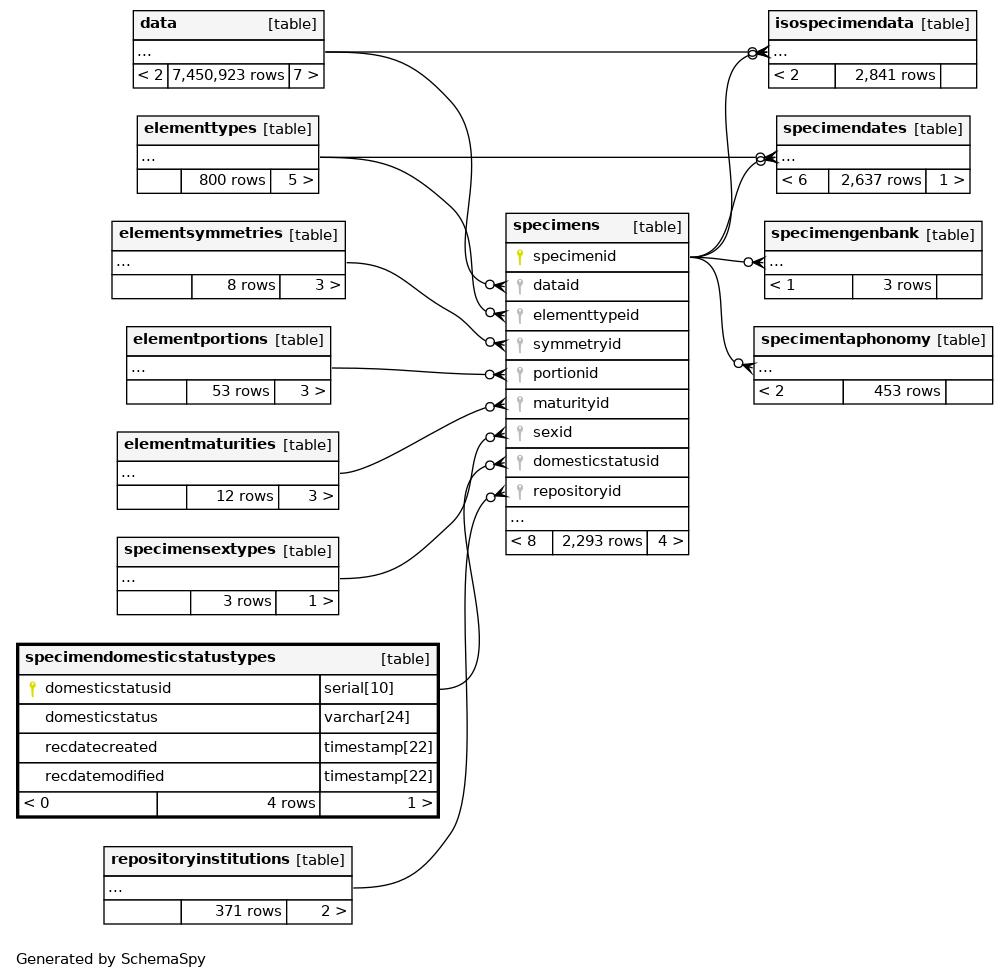 data [table]
...
< 2 7,450,923 rows 7 >
elementtypes [table]
...
800 rows 5 >
elementsymmetries [table]
...
8 rows 3 >
elementportions [table]
...
53 rows 3 >
elementmaturities [table]
...
12 rows 3 >
specimensextypes [table]
...
3 rows 1 >
specimendomesticstatustypes [table]
domesticstatusid serial[10]
domesticstatus varchar[24]
recdatecreated timestamp[22]
recdatemodified timestamp[22]
< 0 4 rows 1 >
repositoryinstitutions [table]
...
371 rows 2 >
specimens [table]
specimenid
dataid
elementtypeid
symmetryid
portionid
maturityid
sexid
domesticstatusid
repositoryid
...
< 8 2,293 rows 4 >
isospecimendata [table]
...
< 2 2,841 rows
specimendates [table]
...
< 6 2,637 rows 1 >
specimengenbank [table]
...
< 1 3 rows
specimentaphonomy [table]
...
< 2 453 rows
Generated by SchemaSpy